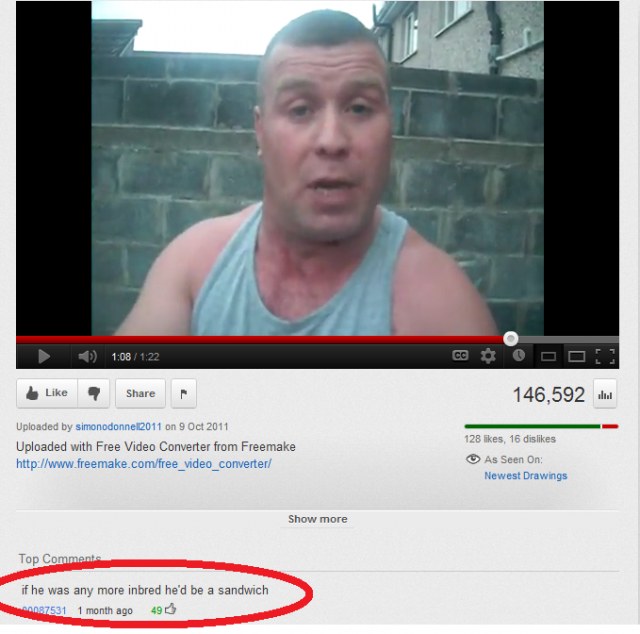 1:08 / 1:22
CC
Like
Share
146,592
Uploaded by simonodonnell2011 on 9 Oct 2011
Uploaded with Free Video Converter from Freemake
http://www.freemake.com/free_video_converter/
128 likes, 16 dislikes
As Seen On:
Newest Drawings
Show more
Top Comments
if he was any more inbred he'd be a sandwich
1 month ago 49